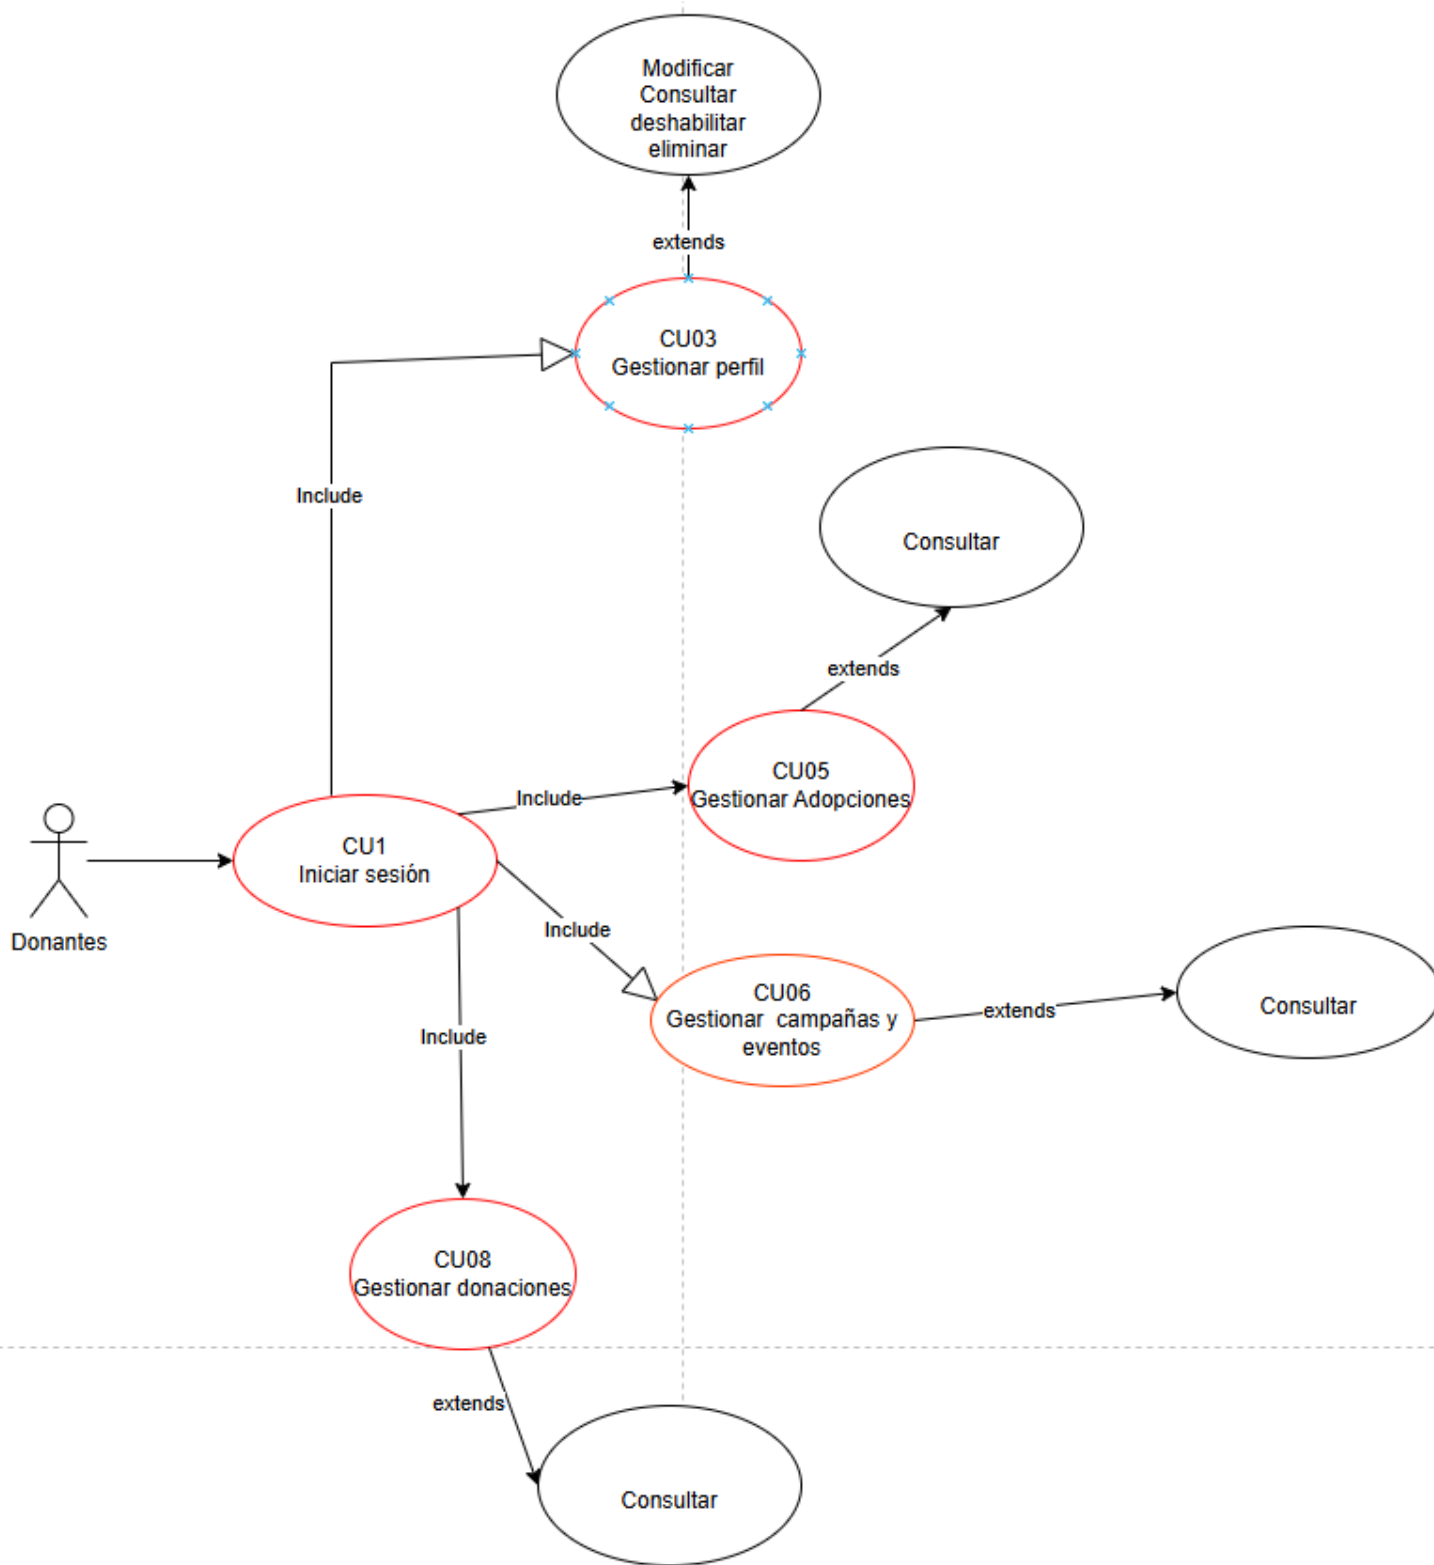 Modificar
Consultar
deshabilitar
eliminar
extends
CU03
Gestionar perfil
Include
Consultar
extends
CU05
Gestionar Adopciones
Include
CU1
Iniciar sesión
Donantes
Include
CU06
Gestionar  campañas y
eventos
extends
Consultar
Include
CU08
Gestionar donaciones
extends
Consultar